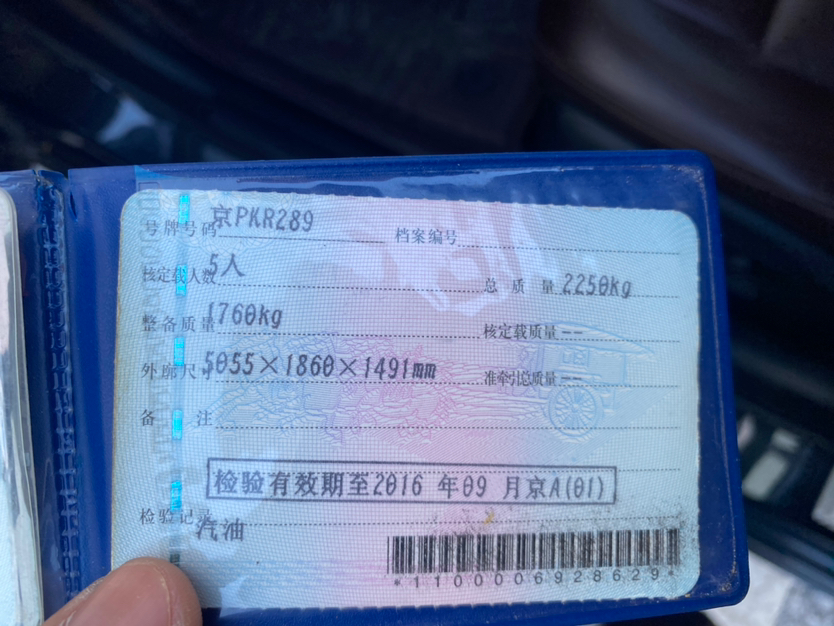 号牌号码 京PKR289 档案编号
核定载人数 5人 总质量 2250kg
整备质量 1760kg 核定载质量 --
外廓尺寸 5055×1860×1491mm 准牵引总质量 --
备注
检验有效期至2016 年09 月京A(01)
检验记录
汽油
*1100006928629*